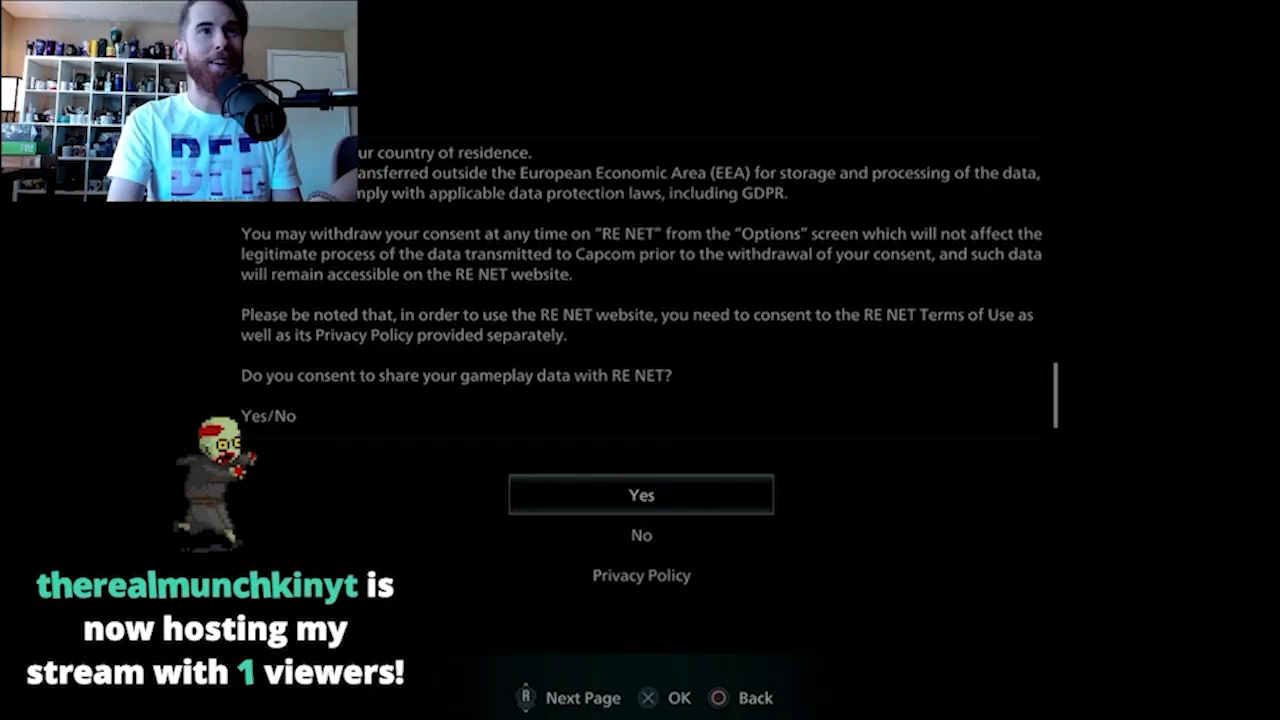 ur country of residence.
ansferred outside the European Economic Area (EEA) for storage and processing of the data,
mply with applicable data protection laws, including GDPR.
You may withdraw your consent at any time on "RE NET" from the "Options" screen which will not affect the
legitimate process of the data transmitted to Capcom prior to the withdrawal of your consent, and such data
will remain accessible on the RE NET website.
Please be noted that, in order to use the RE NET website, you need to consent to the RE NET Terms of Use as
well as its Privacy Policy provided separately.
Do you consent to share your gameplay data with RE NET?
Yes/No
Yes
No
Privacy Policy
therealmunchkinyt is
now hosting my
stream with 1 viewers!
R Next Page OK Back